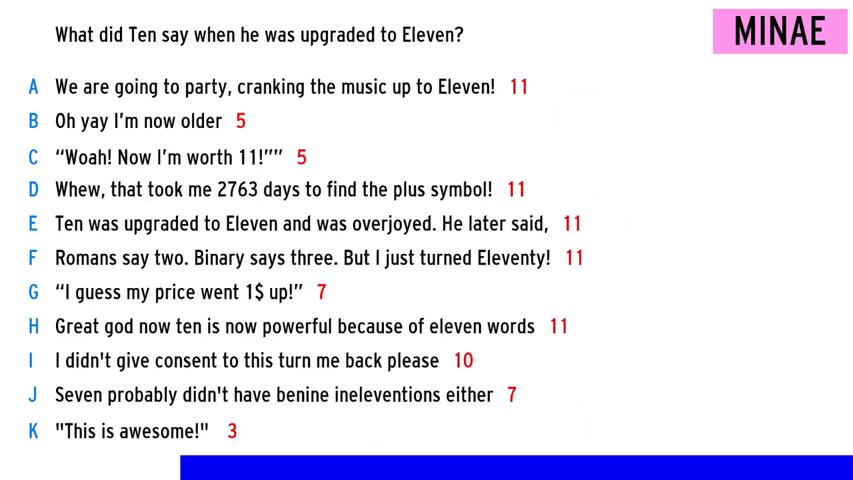 What did Ten say when he was upgraded to Eleven?
MINAE
A We are going to party, cranking the music up to Eleven! 11
B Oh yay I'm now older 5
C “Woah! Now I'm worth 11!”” 5
D Whew, that took me 2763 days to find the plus symbol! 11
E Ten was upgraded to Eleven and was overjoyed. He later said, 11
F Romans say two. Binary says three. But I just turned Eleventy! 11
G “I guess my price went 1$ up!” 7
H Great god now ten is now powerful because of eleven words 11
I I didn't give consent to this turn me back please 10
J Seven probably didn't have benine ineleventions either 7
K "This is awesome!" 3